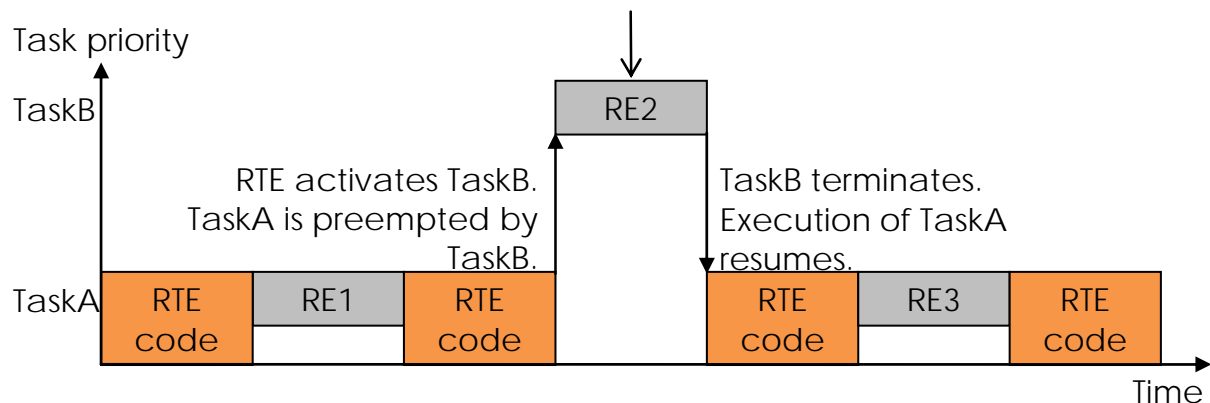 Task priority
TaskB
RE2
RTE activates TaskB.
TaskA is preempted by
TaskB.
TaskB terminates.
Execution of TaskA
resumes.
TaskA
RTE
code
RE1
RTE
code
RTE
code
RE3
RTE
code
Time